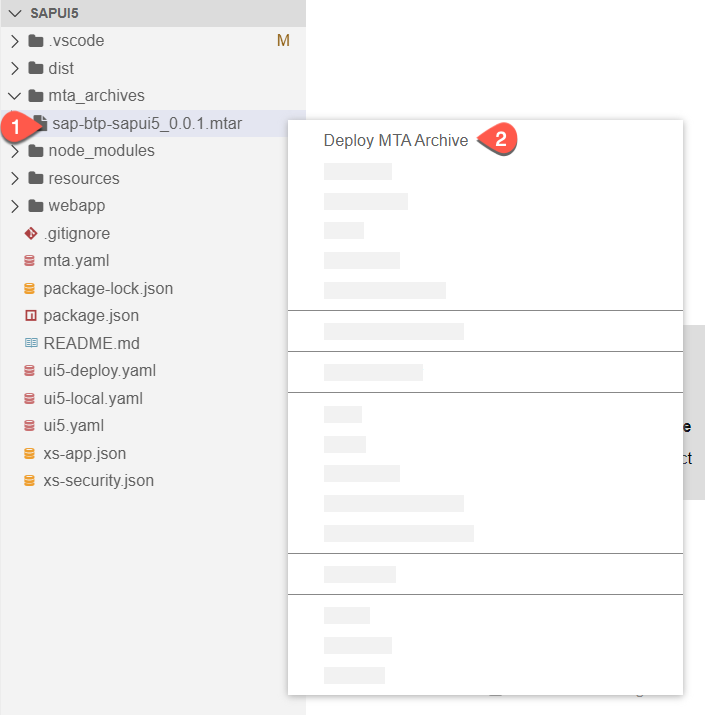 SAPUI5
.vscode M
dist
mta_archives
1 sap-btp-sapui5_0.0.1.mtar
Deploy MTA Archive 2
node_modules
resources
webapp
.gitignore
mta.yaml
package-lock.json
package.json
README.md
ui5-deploy.yaml
ui5-local.yaml
ui5.yaml
xs-app.json
xs-security.json
e
ct